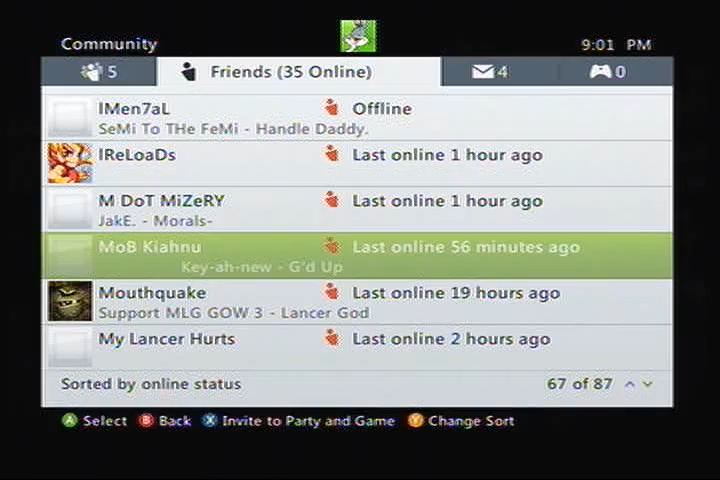 Community
9:01 PM
5
Friends (35 Online)
4
0
IMen7aL
Offline
SeMi To THe FeMi - Handle Daddy.
IReLoaDs
Last online 1 hour ago
M DoT MiZeRY
Last online 1 hour ago
JakE. - Morals-
MoB Kiahnu
Last online 56 minutes ago
Key-ah-new - G'd Up
Mouthquake
Last online 19 hours ago
Support MLG GOW 3 - Lancer God
My Lancer Hurts
Last online 2 hours ago
Sorted by online status
67 of 87
A Select B Back X Invite to Party and Game Y Change Sort